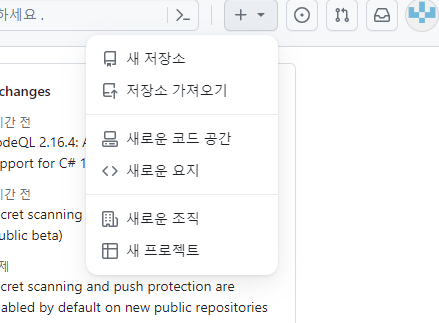 하세요 .
새 저장소
저장소 가져오기
새로운 코드 공간
새로운 요지
새로운 조직
새 프로젝트
changes
시간 전
odeQL 2.16.4: A
upport for C# 1
시간 전
cret scanning
ublic beta)
제
cret scanning and push protection are
abled by default on new public repositories